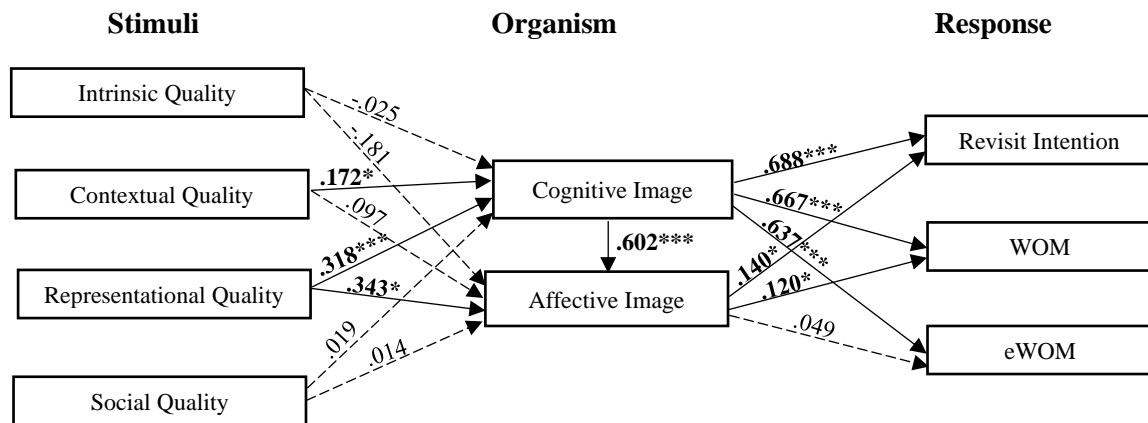 Stimuli
Organism
Response
Intrinsic Quality
Contextual Quality
Representational Quality
Social Quality
-.025
-.181
.172*
.097
.318***
.343*
.019
.014
Cognitive Image
.602***
Affective Image
.688***
.667***
.637***
.140*
.120*
.049
Revisit Intention
WOM
eWOM